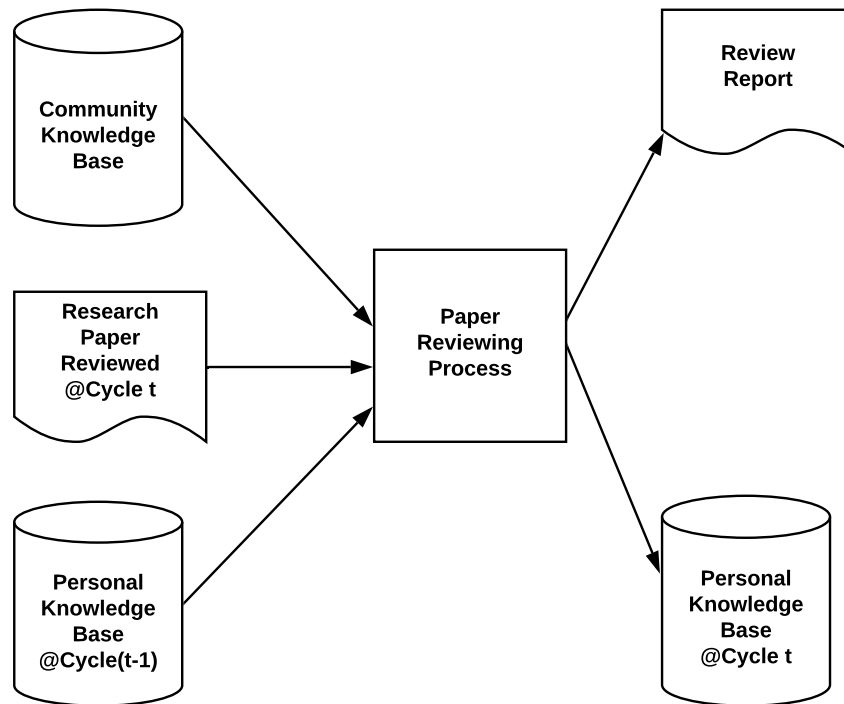 Community
Knowledge
Base
Review
Report
Research
Paper
Reviewed
@Cycle t
Paper
Reviewing
Process
Personal
Knowledge
Base
@Cycle(t-1)
Personal
Knowledge
Base
@Cycle t